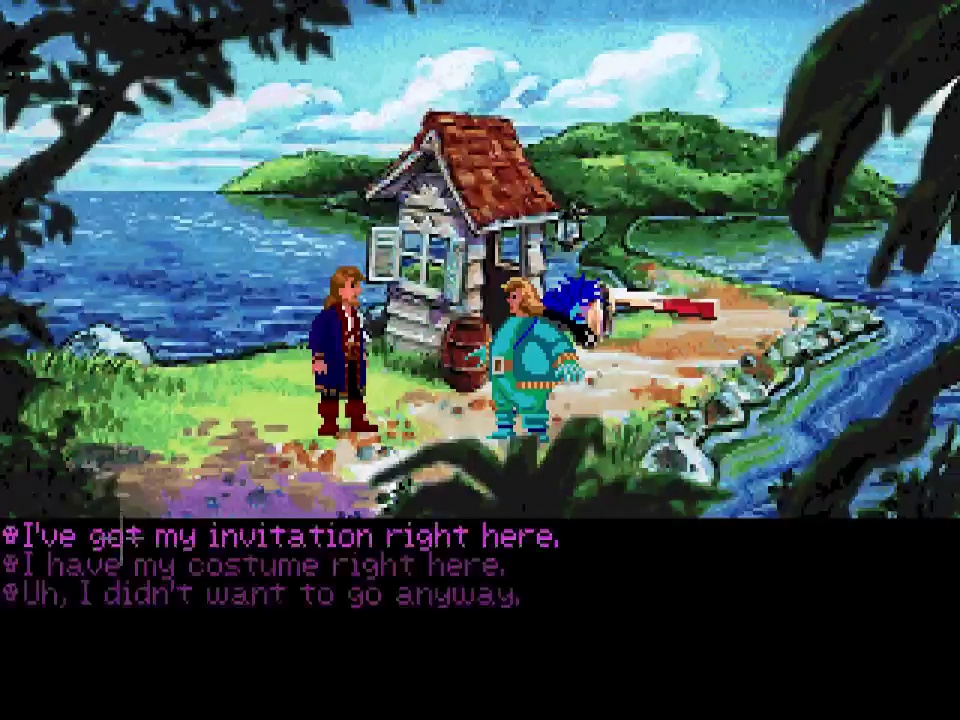 I've got my invitation right here.
I have my costume right here.
Uh, I didn't want to go anyway.